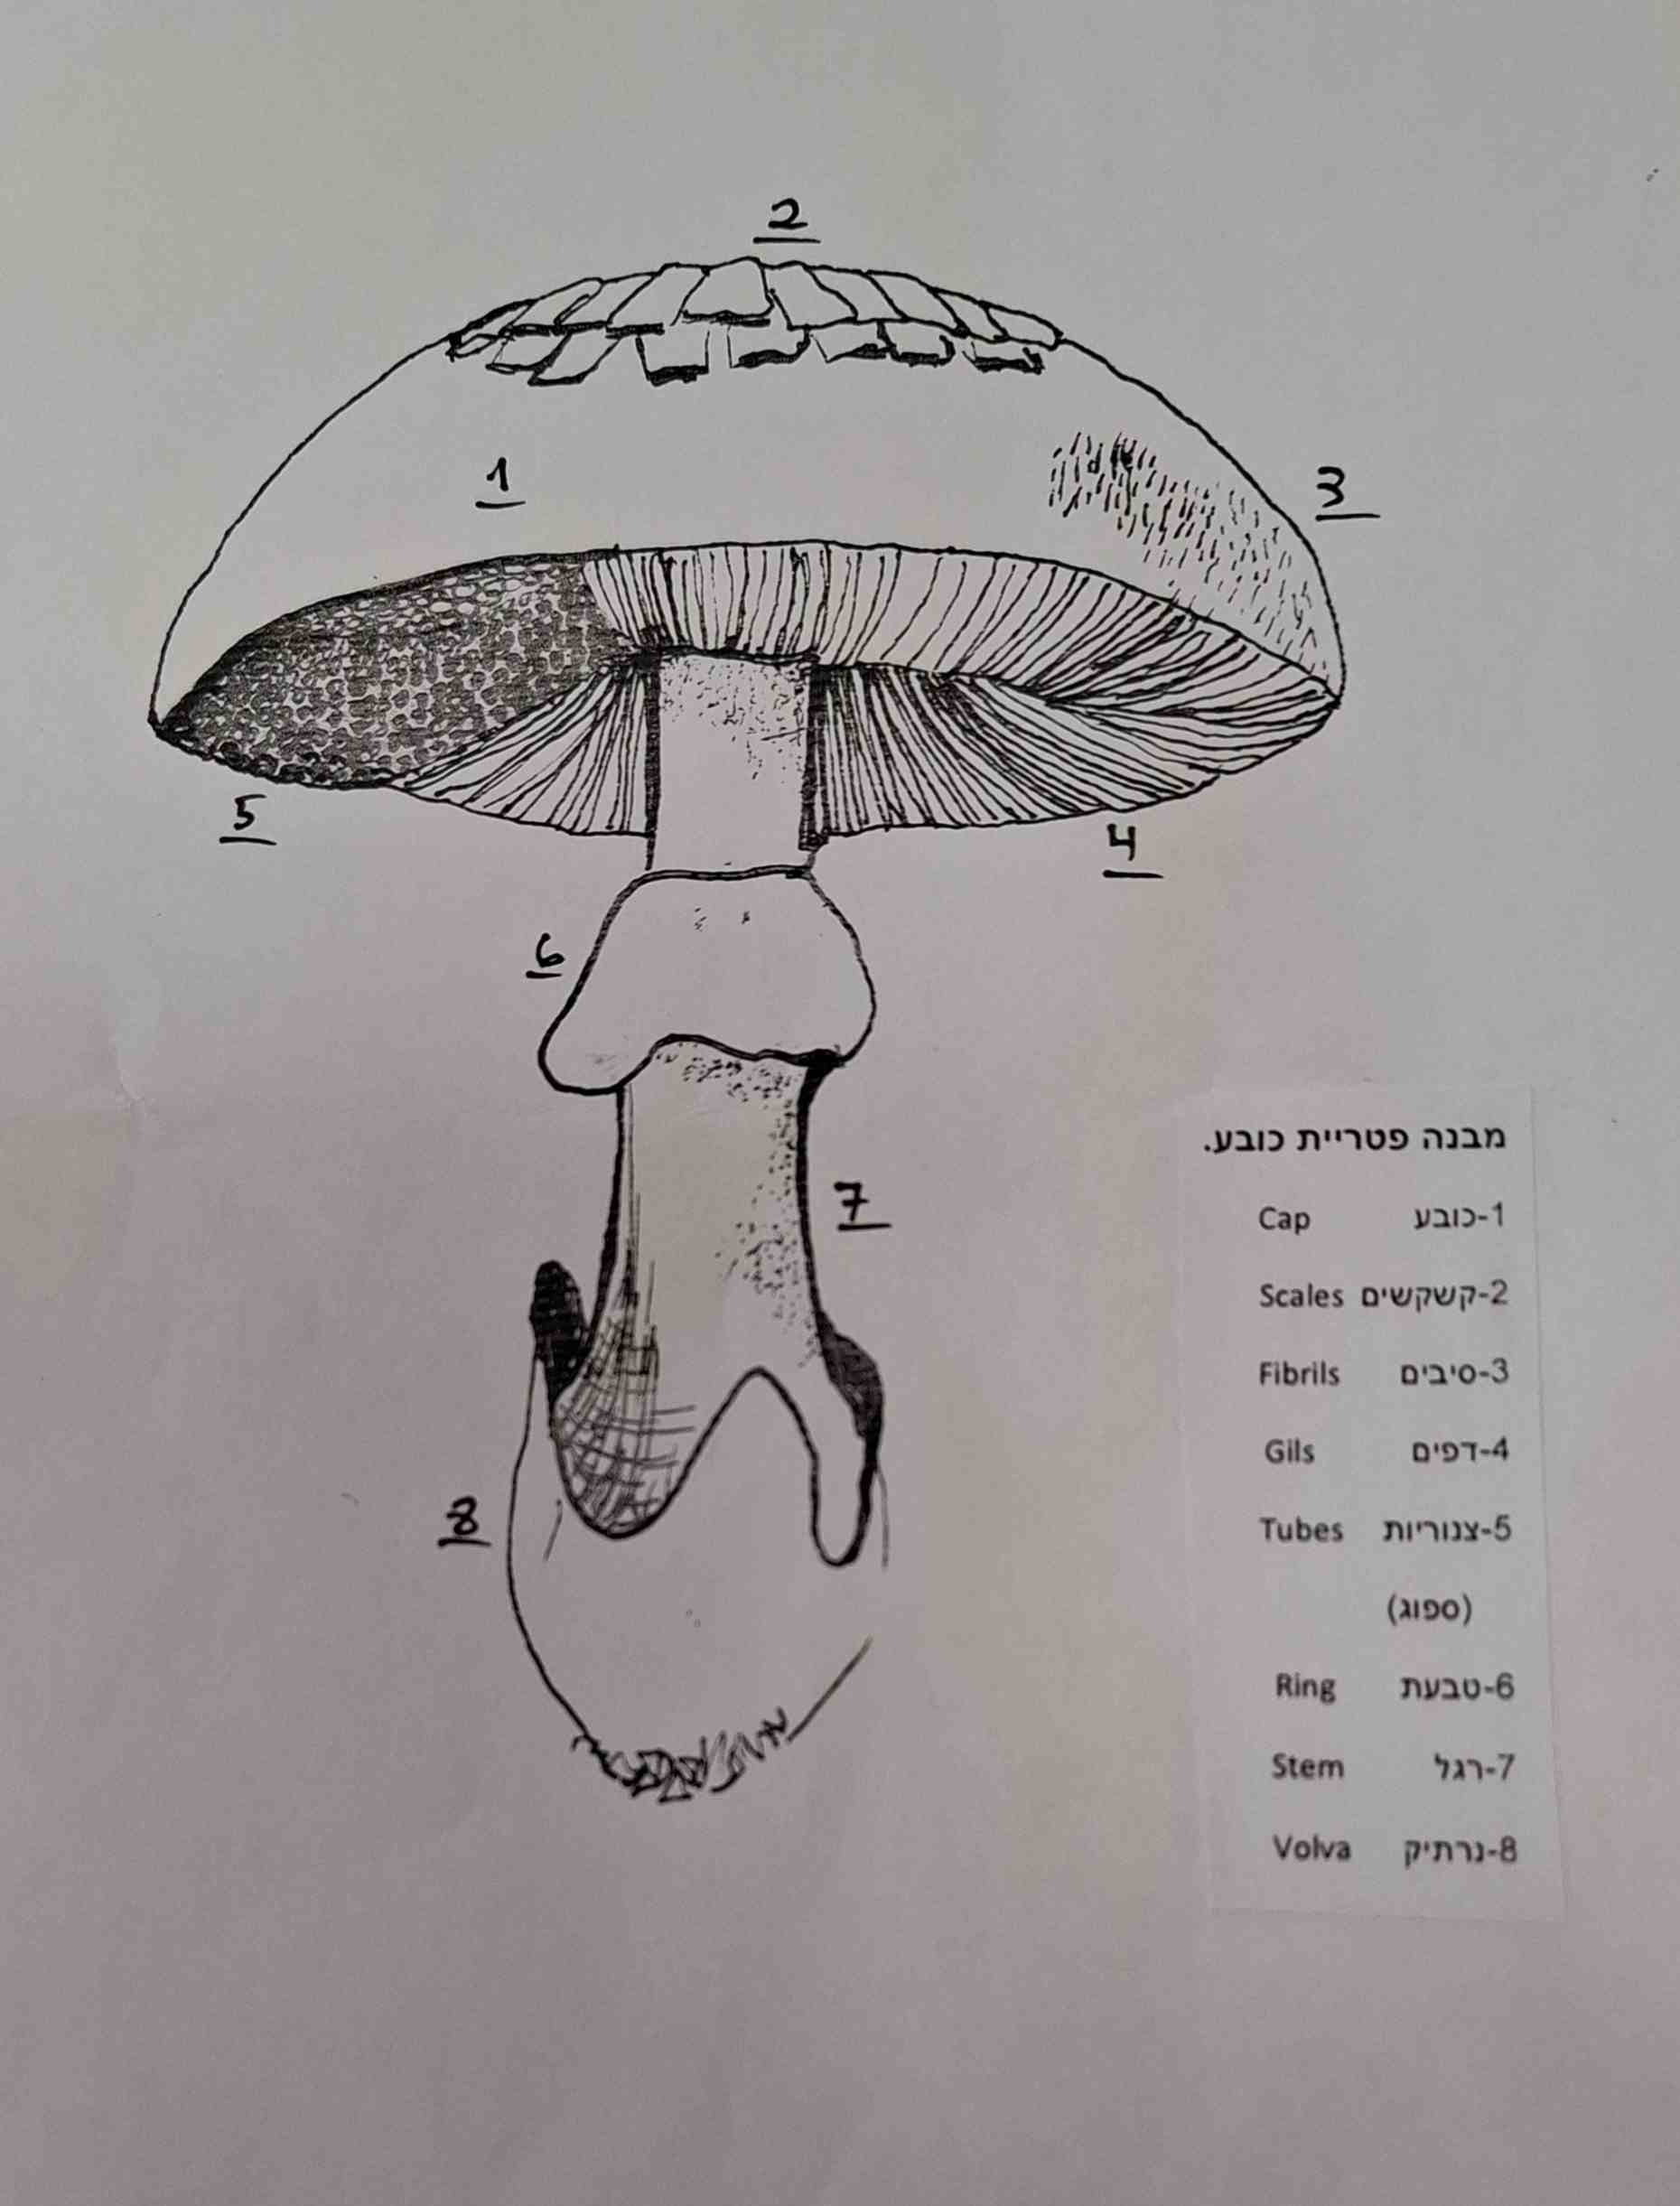 2
1
3
5
4
6
7
8
מבנה פטריית כובע.
1-כובע Cap
2-קשקשים Scales
3-סיבים Fibrils
4-דפים Gils
5-צנוריות Tubes
(ספוג)
6-טבעת Ring
7-רגל Stem
8-נרתיק Volva